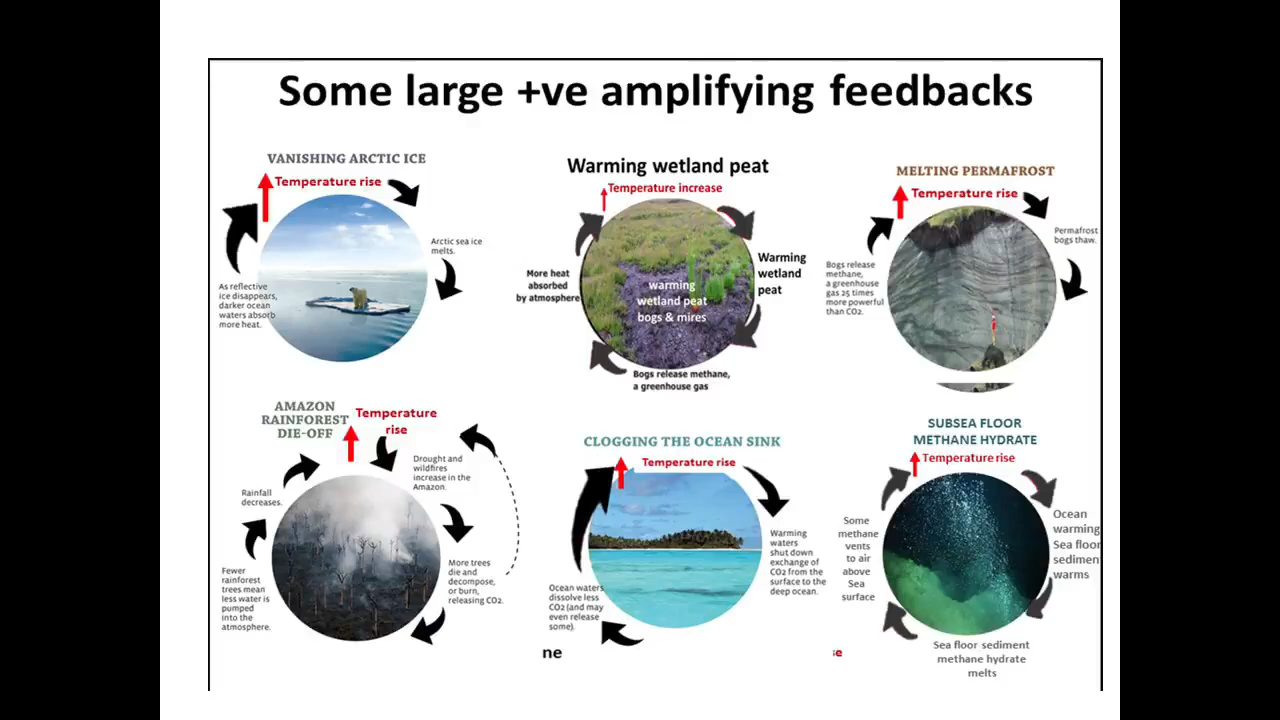 Some large +ve amplifying feedbacks
VANISHING ARCTIC ICE
Temperature rise
Arctic sea ice
melts.
As reflective
ice disappears,
darker ocean
waters absorb
more heat.
Warming wetland peat
Temperature increase
Warming
wetland
peat
warming
wetland peat
bogs & mires
More heat
absorbed
by atmosphere
Bogs release methane,
a greenhouse gas
MELTING PERMAFROST
Temperature rise
Permafrost
bogs thaw.
Bogs release
methane,
a greenhouse
gas 25 times
more powerful
than CO2.
AMAZON
RAINFOREST
DIE-OFF
Temperature
rise
Drought and
wildfires
increase in the
Amazon.
More trees
die and
decompose,
or burn,
releasing CO2.
Fewer
rainforest
trees mean
less water is
pumped
into the
atmosphere.
Rainfall
decreases.
CLOGGING THE OCEAN SINK
Temperature rise
Warming
waters
shut down
exchange of
CO2 from the
surface to the
deep ocean.
Ocean waters
dissolve less
CO2 (and may
even release
some).
ne
SUBSEA FLOOR
METHANE HYDRATE
Temperature rise
Ocean
warming
Sea floor
sedimen
warms
Sea floor sediment
methane hydrate
melts
Some
methane
vents
to air
above
Sea
surface
se